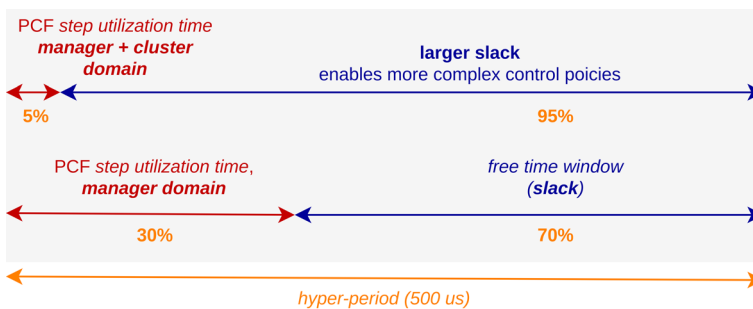 PCF step utilization time
manager + cluster
domain
larger slack
enables more complex control poicies
5%
95%
PCF step utilization time,
manager domain
free time window
(slack)
30%
70%
hyper-period (500 us)